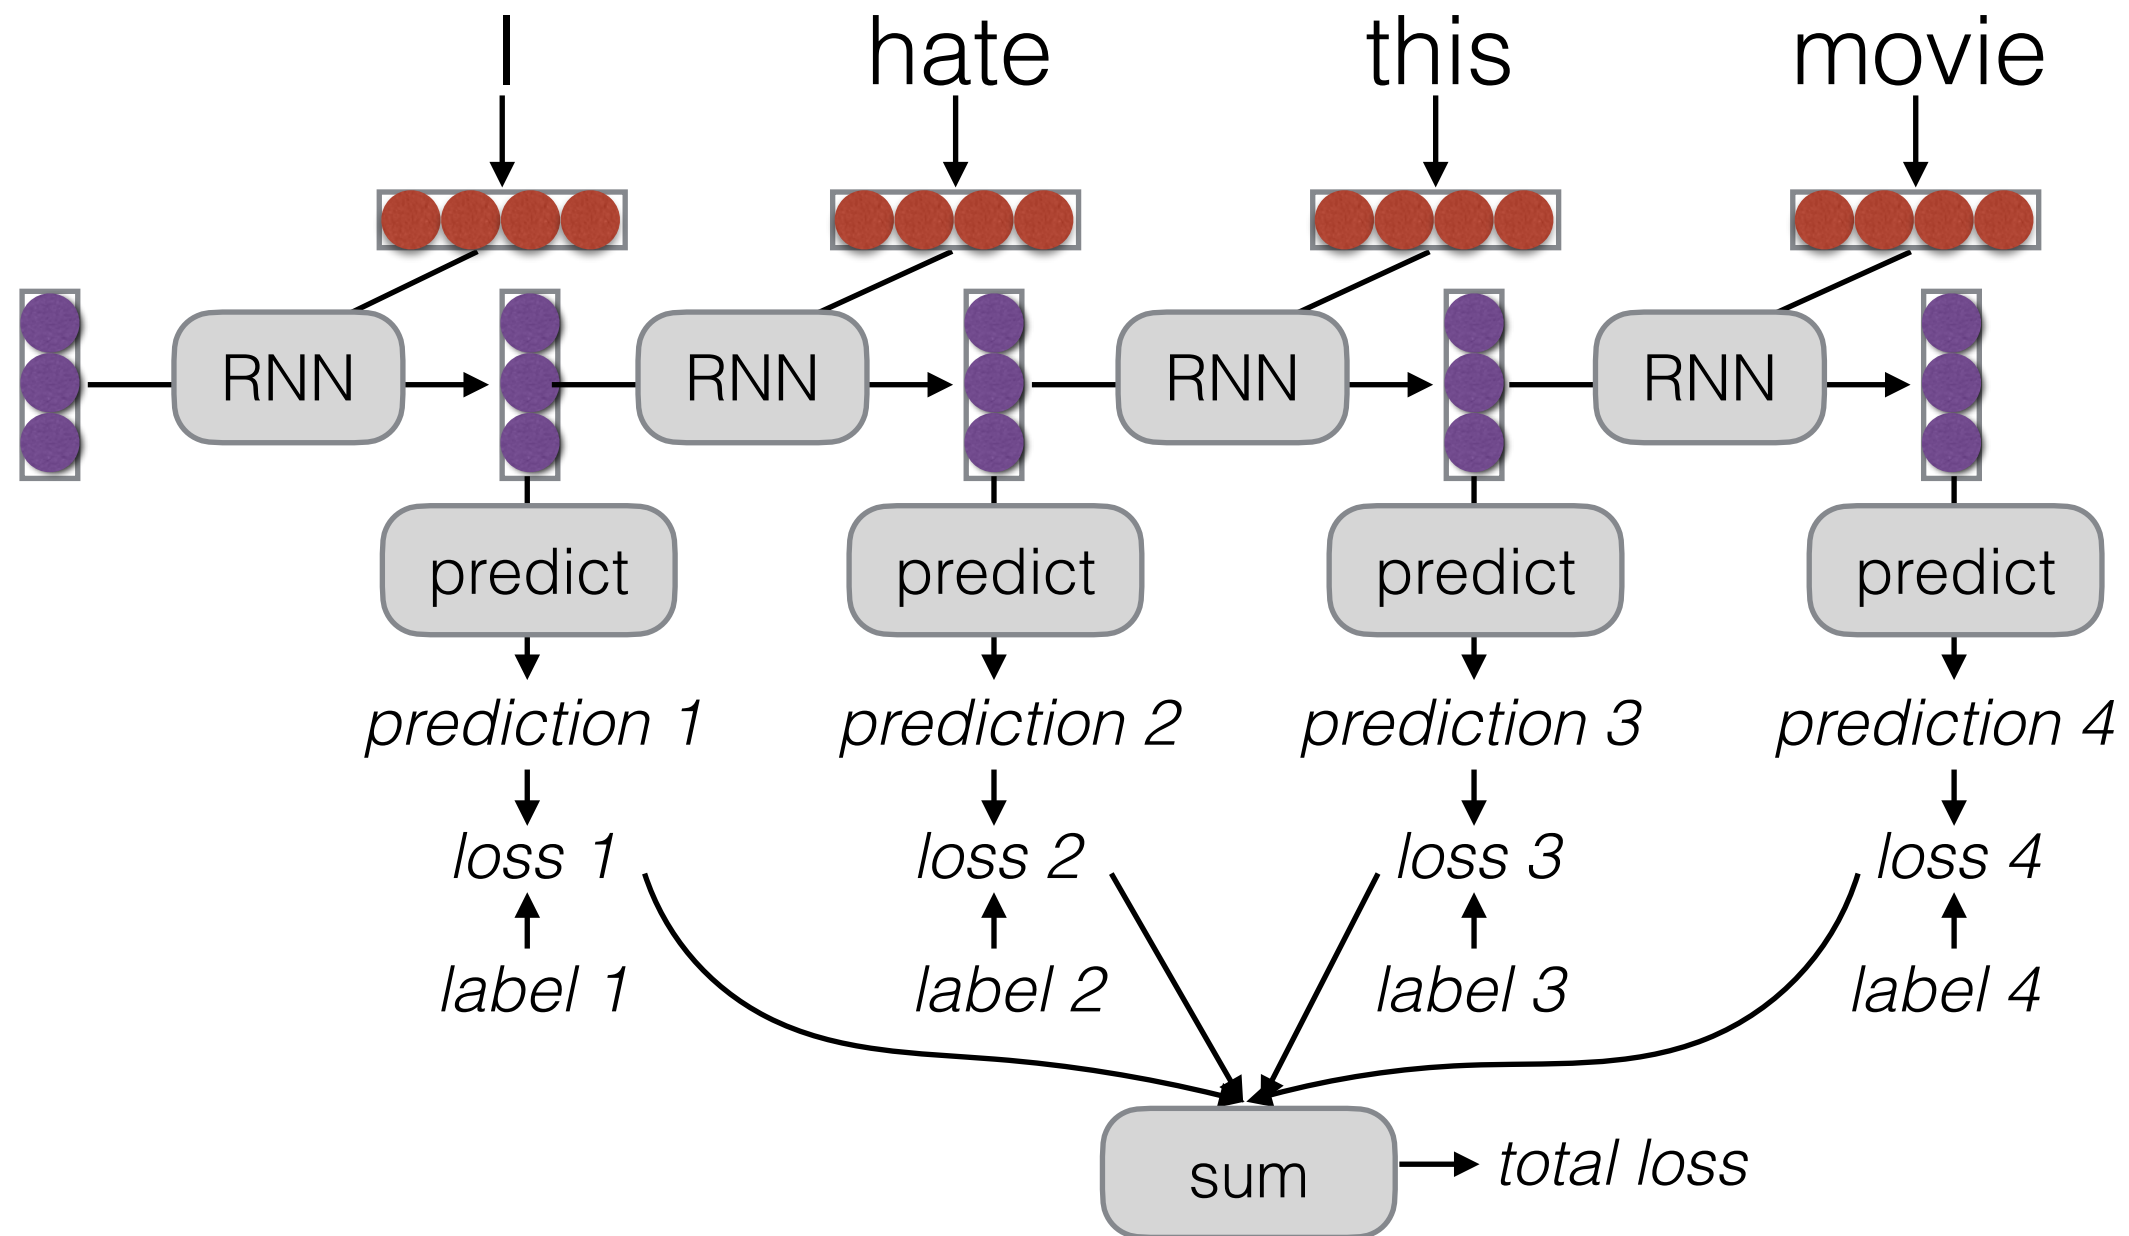 I hate this movie
RNN RNN RNN RNN
predict predict predict predict
prediction 1 prediction 2 prediction 3 prediction 4
loss 1 loss 2 loss 3 loss 4
label 1 label 2 label 3 label 4
sum total loss